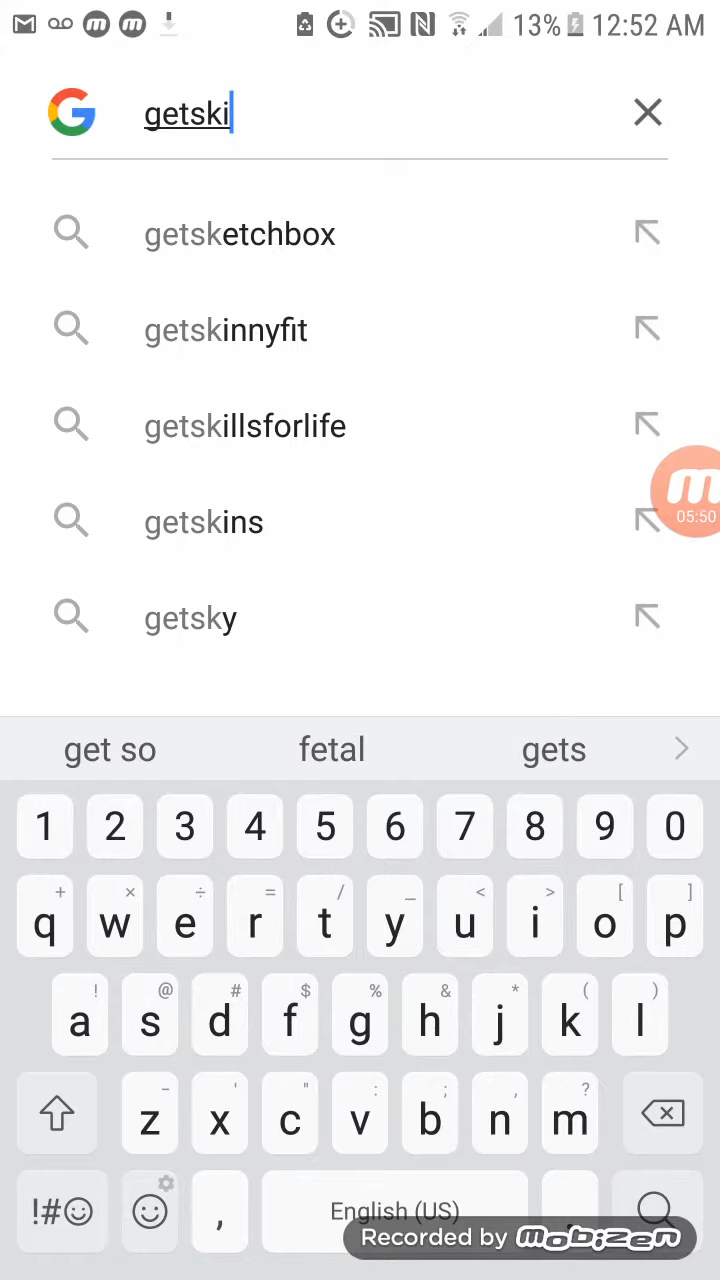 13% 12:52 AM
getski
getsketchbox
getskinnyfit
getskillsforlife
getskins
getsky
m
05:50
get so fetal gets
1 2 3 4 5 6 7 8 9 0
+ × ÷ = / _ < > [ ]
q w e r t y u i o p
! @ # $ % & * ( )
a s d f g h j k l
- ' " : ; , ?
z x c v b n m
!#☺ , English (US) .
Recorded by mobizen